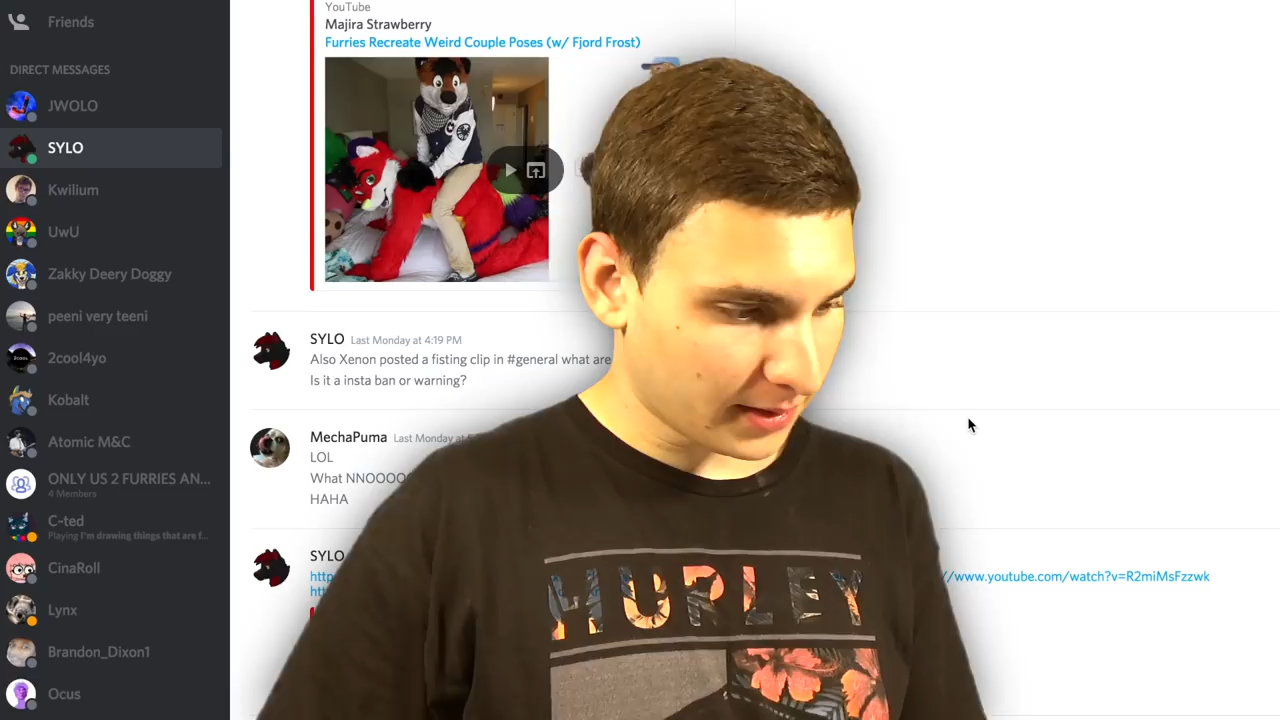 Friends
DIRECT MESSAGES
JWOLO
SYLO
Kwilium
UwU
Zakky Deery Doggy
peeni very teeni
2cool4yo
Kobalt
Atomic M&C
ONLY US 2 FURRIES AN...
4 Members
C-ted
Playing I'm drawing things that are f...
CinaRoll
Lynx
Brandon_Dixon1
Ocus
YouTube
Majira Strawberry
Furries Recreate Weird Couple Poses (w/ Fjord Frost)
SYLO Last Monday at 4:19 PM
Also Xenon posted a fisting clip in #general what are
Is it a insta ban or warning?
MechaPuma Last Monday at
LOL
What NNOOOO
HAHA
SYLO
http
//www.youtube.com/watch?v=R2miMsFzzwk
htt
HURLEY